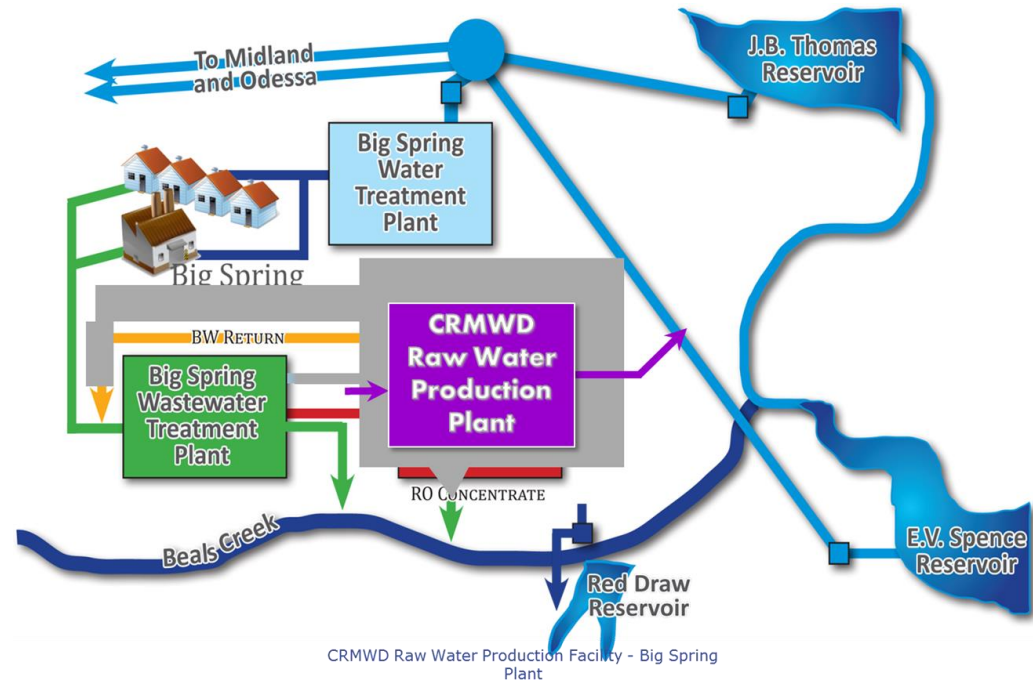 To Midland
and Odessa
J.B. Thomas
Reservoir
Big Spring
Water
Treatment
Plant
Big Spring
BW RETURN
CRMWD
Raw Water
Production
Plant
Big Spring
Wastewater
Treatment
Plant
RO CONCENTRATE
Beals Creek
E.V. Spence
Reservoir
Red Draw
Reservoir
CRMWD Raw Water Production Facility - Big Spring
Plant